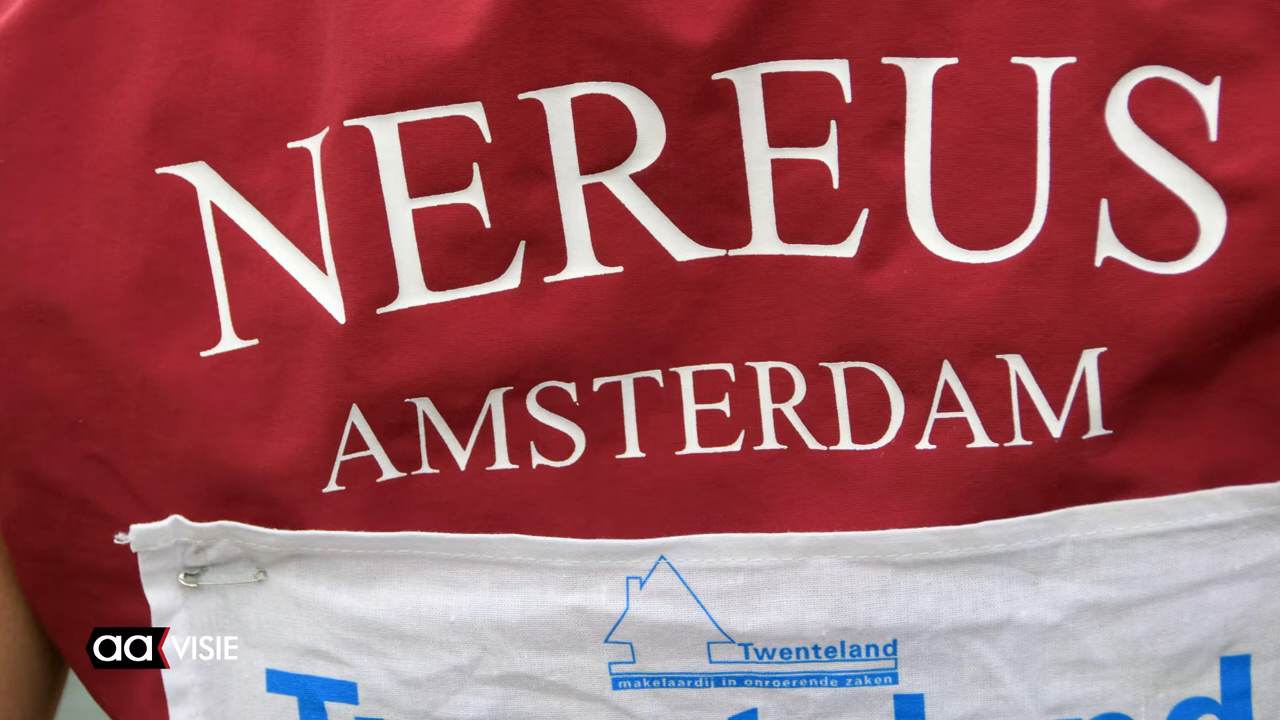 NEREUS
AMSTERDAM
Twenteland
makelaardij in onroerende zaken
aa VISIE